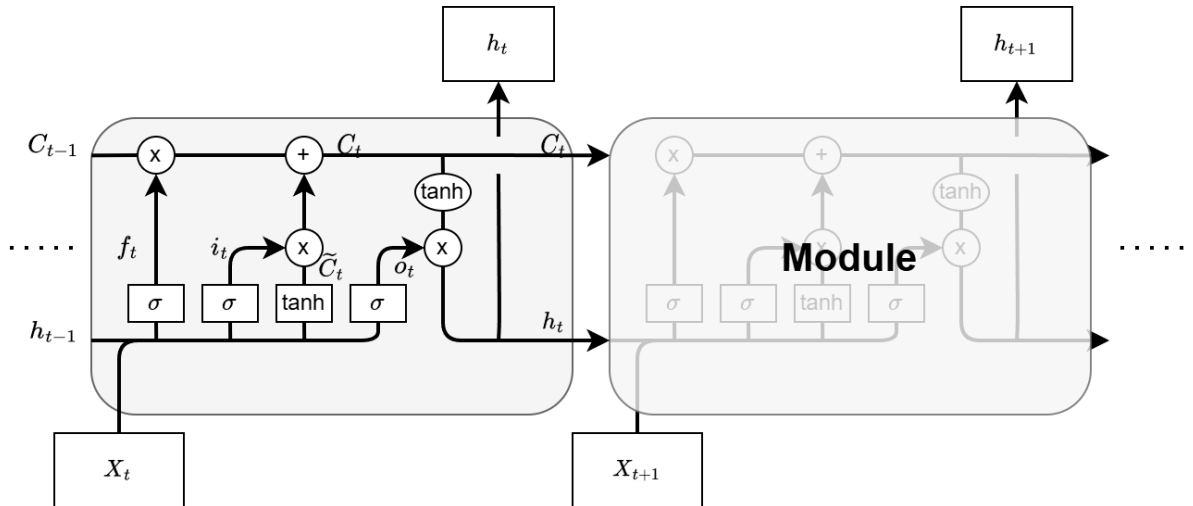 h_t
h_{t+1}
C_{t-1}
x
+
C_t
C_t
x
+
tanh
tanh
f_t
i_t
x
C̃_t
o_t
x
x
Module
x
σ
σ
tanh
σ
σ
σ
tanh
σ
h_{t-1}
h_t
X_t
X_{t+1}